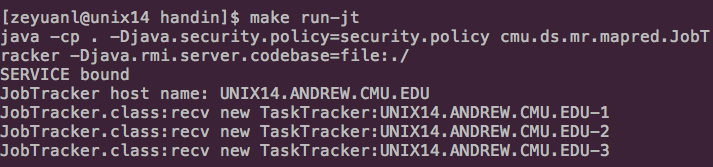 [zeyuanl@unix14 handin]$ make run-jt
java -cp . -Djava.security.policy=security.policy cmu.ds.mr.mapred.JobT
racker -Djava.rmi.server.codebase=file:./
SERVICE bound
JobTracker host name: UNIX14.ANDREW.CMU.EDU
JobTracker.class:recv new TaskTracker:UNIX14.ANDREW.CMU.EDU-1
JobTracker.class:recv new TaskTracker:UNIX14.ANDREW.CMU.EDU-2
JobTracker.class:recv new TaskTracker:UNIX14.ANDREW.CMU.EDU-3